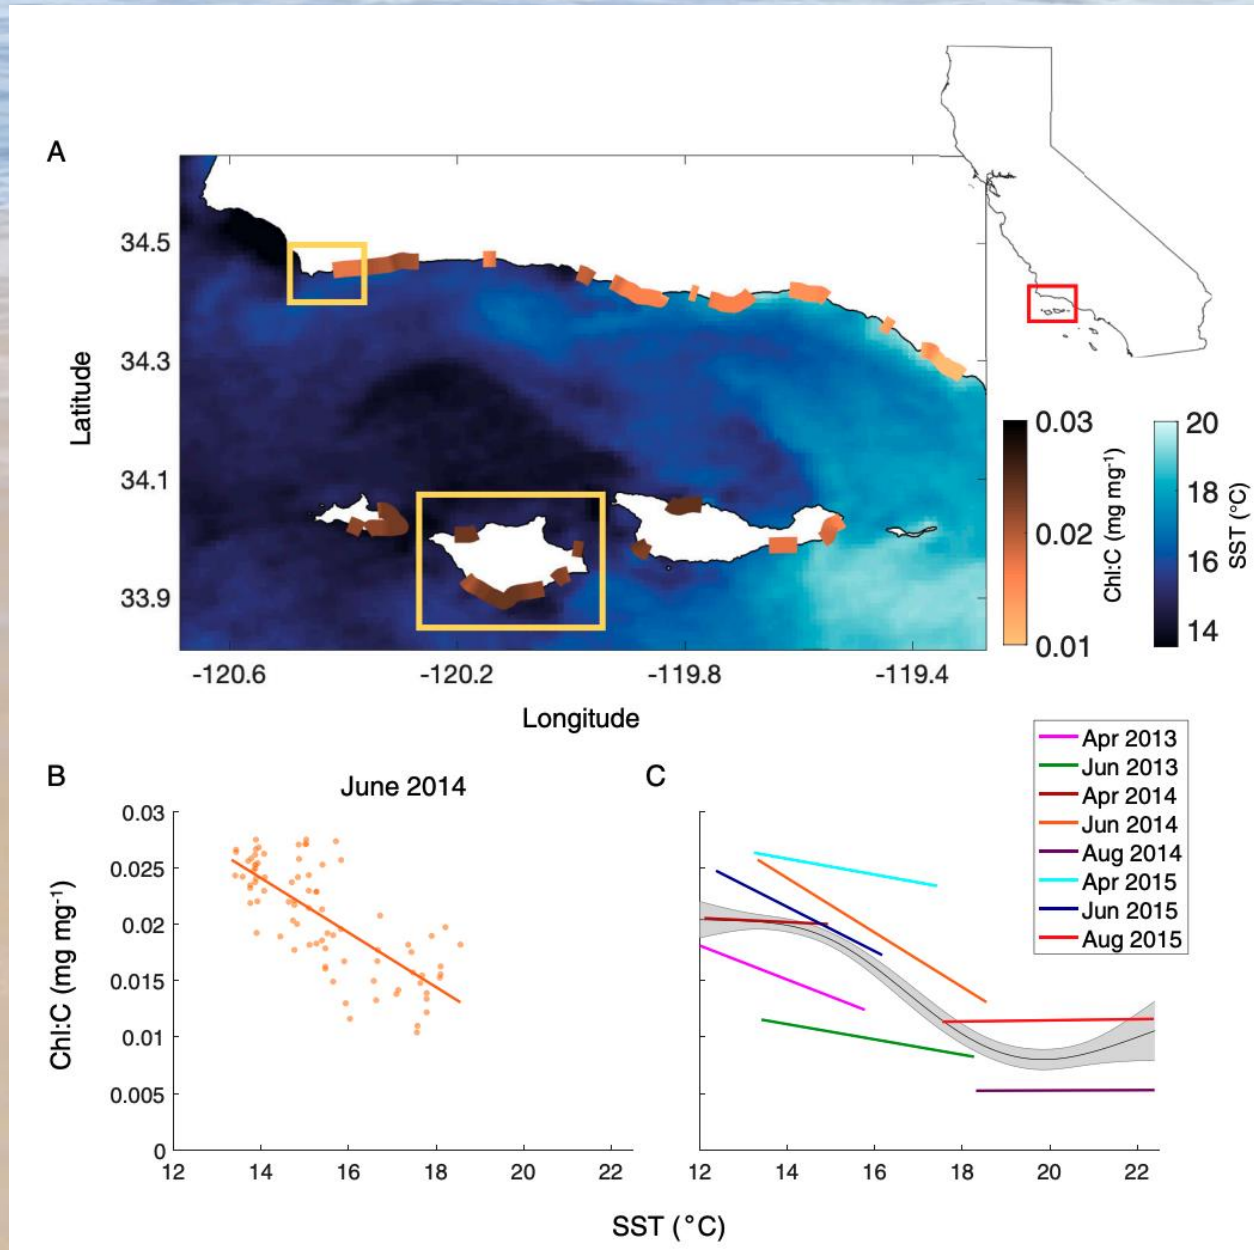 A
34.5
34.3
34.1
33.9
Latitude
-120.6 -120.2 -119.8 -119.4
Longitude
0.03
0.02
0.01
Chl:C (mg mg-1)
20
18
16
14
SST (°C)
Apr 2013
Jun 2013
Apr 2014
Jun 2014
Aug 2014
Apr 2015
Jun 2015
Aug 2015
B
June 2014
C
0.03
0.025
0.02
0.015
0.01
0.005
0
Chl:C (mg mg-1)
12 14 16 18 20 22
12 14 16 18 20 22
SST (°C)